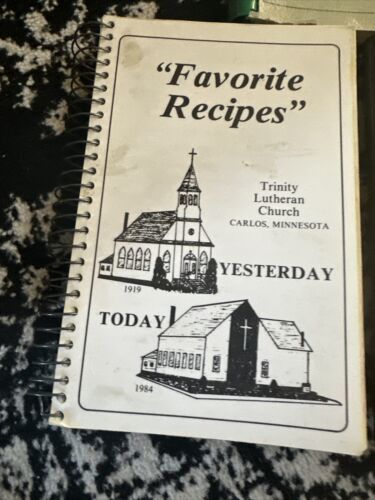 “Favorite
Recipes”
Trinity
Lutheran
Church
CARLOS, MINNESOTA
YESTERDAY
1919
TODAY
1984